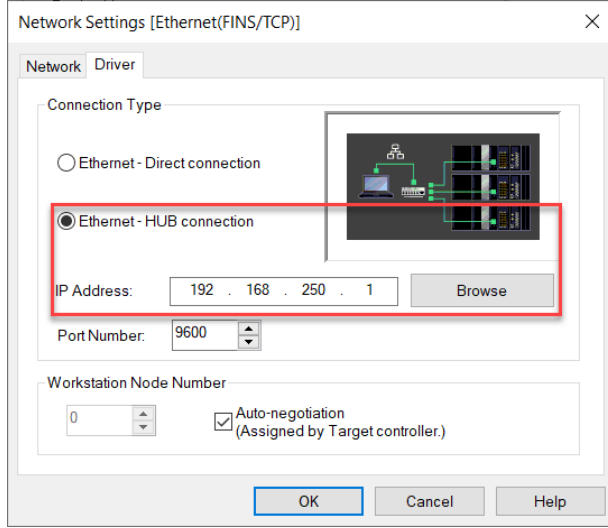 Network Settings [Ethernet(FINS/TCP)]
Network Driver
Connection Type
Ethernet - Direct connection
Ethernet - HUB connection
IP Address: 192 . 168 . 250 . 1 Browse
Port Number: 9600
Workstation Node Number
0
Auto-negotiation
(Assigned by Target controller.)
OK Cancel Help